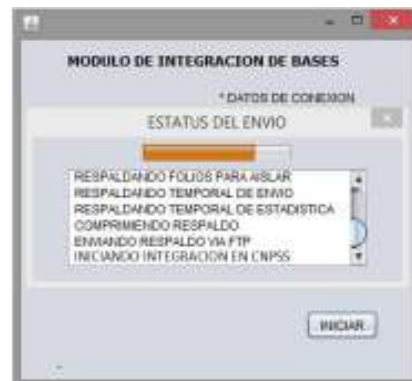 MODULO DE INTEGRACION DE BASES
* DATOS DE CONEXION
ESTATUS DEL ENVIO
RESPALDANDO FOLIOS PARA AISLAR
RESPALDANDO TEMPORAL DE ENVIO
RESPALDANDO TEMPORAL DE ESTADISTICA
COMPRIMIENDO RESPALDO
ENVIANDO RESPALDO VIA FTP
INICIANDO INTEGRACION EN CNPSS
INICIAR